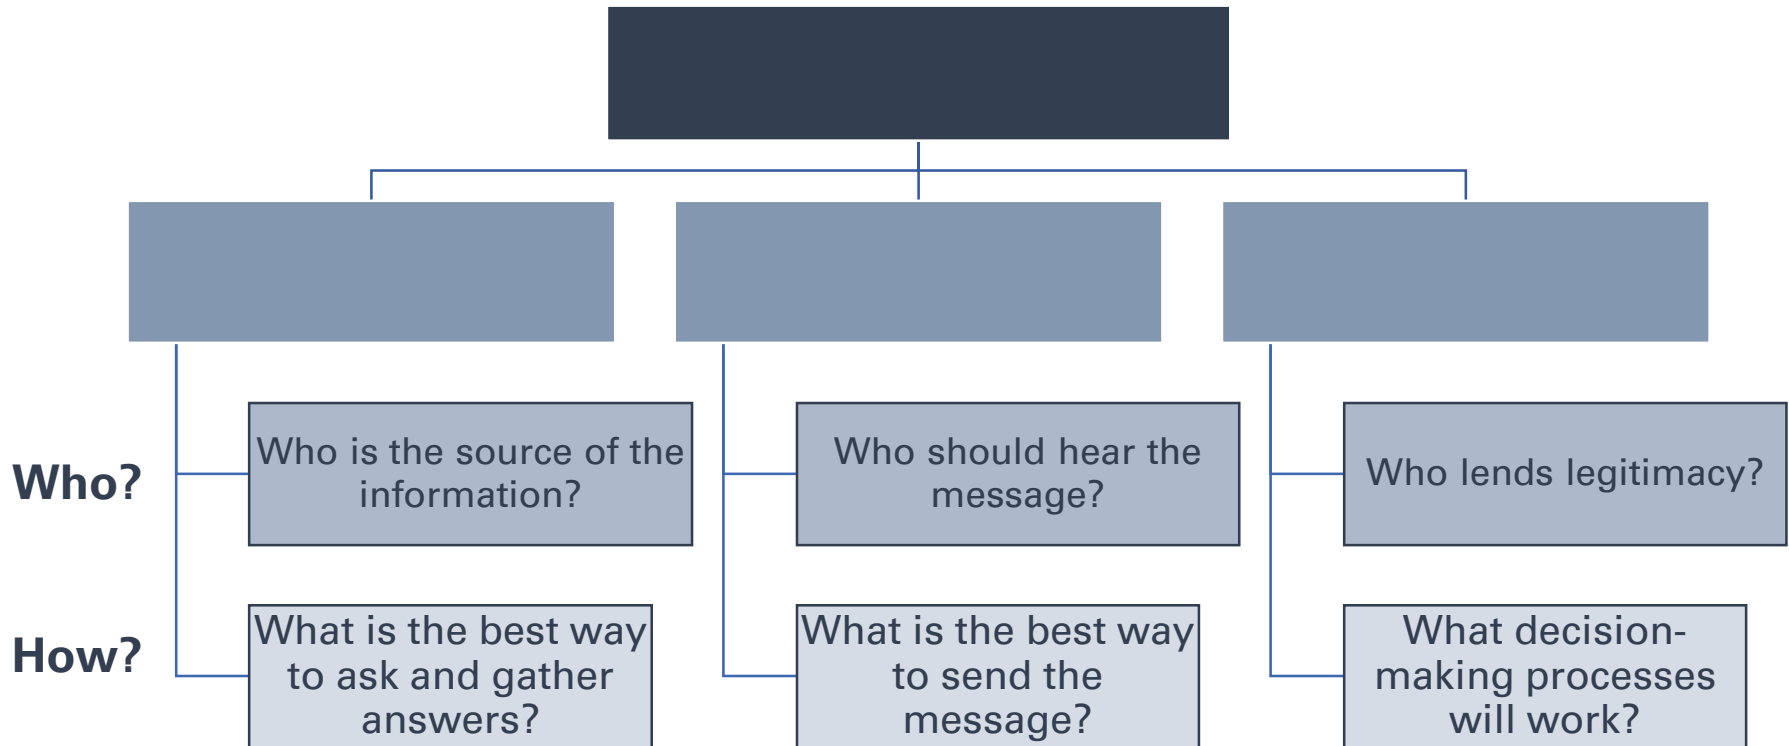 Who?
Who is the source of the
information?
Who should hear the
message?
Who lends legitimacy?
How?
What is the best way
to ask and gather
answers?
What is the best way
to send the
message?
What decision-
making processes
will work?